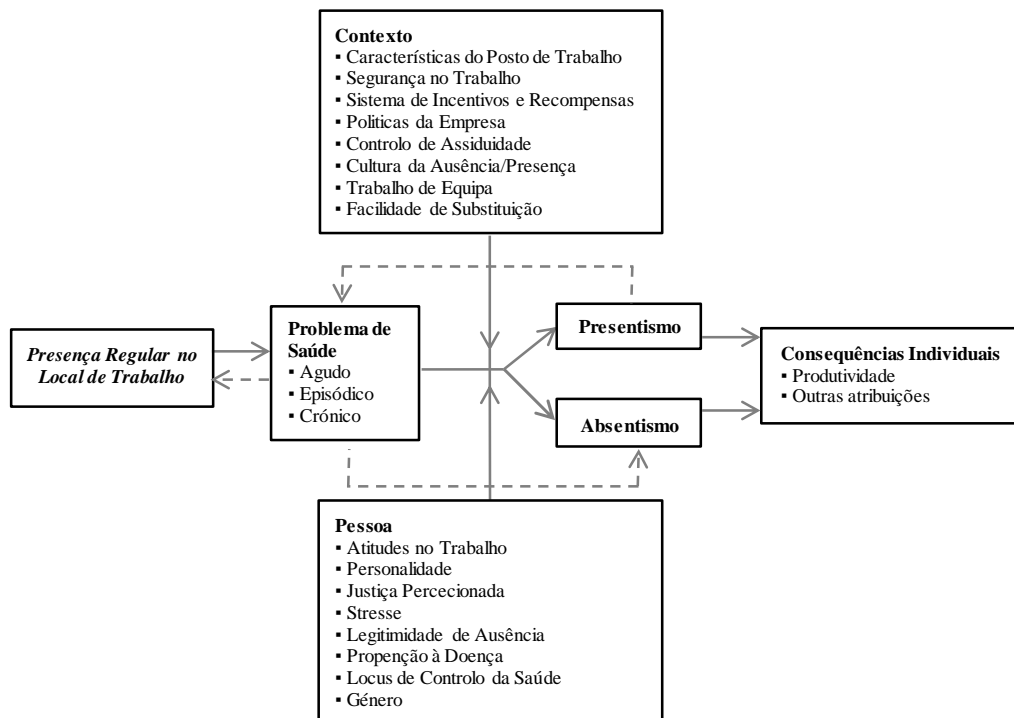 Contexto
▪ Características do Posto de Trabalho
▪ Segurança no Trabalho
▪ Sistema de Incentivos e Recompensas
▪ Politicas da Empresa
▪ Controlo de Assiduidade
▪ Cultura da Ausência/Presença
▪ Trabalho de Equipa
▪ Facilidade de Substituição
Presença Regular no
Local de Trabalho
Problema de
Saúde
▪ Agudo
▪ Episódico
▪ Crónico
Presentismo
Absentismo
Consequências Individuais
▪ Produtividade
▪ Outras atribuições
Pessoa
▪ Atitudes no Trabalho
▪ Personalidade
▪ Justiça Percecionada
▪ Stresse
▪ Legitimidade de Ausência
▪ Propenção à Doença
▪ Locus de Controlo da Saúde
▪ Género